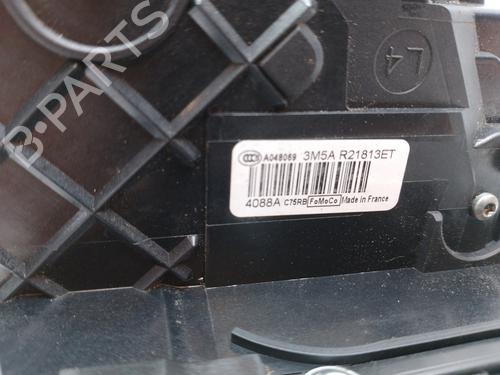 B-PARTS
L4
A048069 3M5A R21813ET
4088A C75RB FoMoCo Made in France